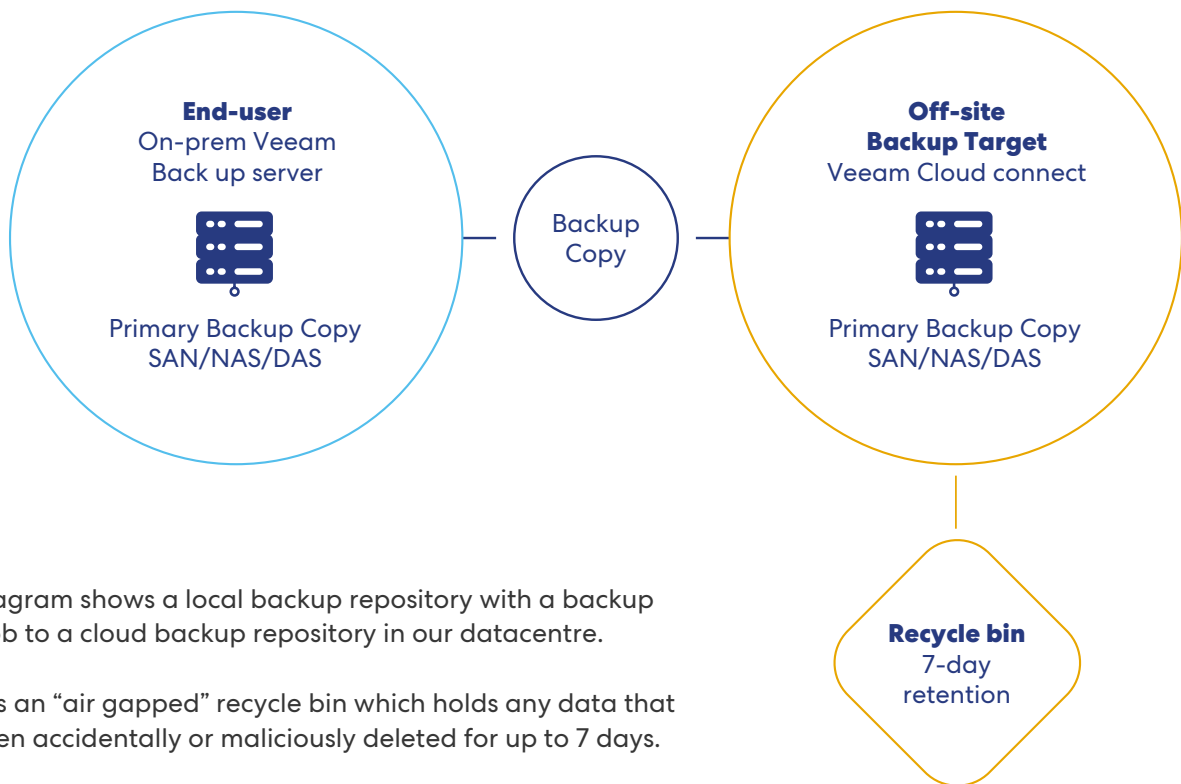 End-user
On-prem Veeam
Back up server
Primary Backup Copy
SAN/NAS/DAS
Backup
Copy
Off-site
Backup Target
Veeam Cloud connect
Primary Backup Copy
SAN/NAS/DAS
agram shows a local backup repository with a backup
b to a cloud backup repository in our datacentre.
s an “air gapped” recycle bin which holds any data that
en accidentally or maliciously deleted for up to 7 days.
Recycle bin
7-day
retention